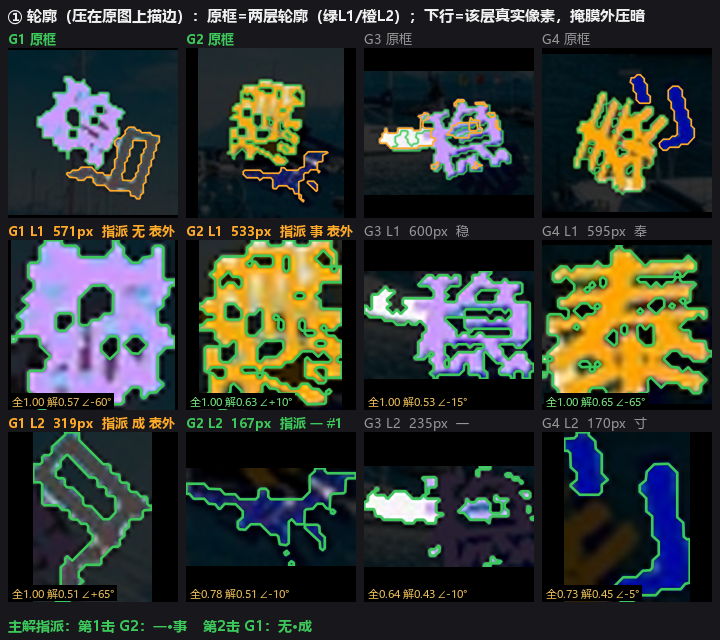 ① 轮廓（压在原图上描边）：原框=两层轮廓（绿L1/橙L2）；下行=该层真实像素，掩膜外压暗
G1 原框 G2 原框 G3 原框 G4 原框
G1 L1 571px 指派 无 表外 G2 L1 533px 指派 事 表外 G3 L1 600px 稳 G4 L1 595px 奉
全1.00 解0.57 ∠-60° 全1.00 解0.63 ∠+10° 全1.00 解0.53 ∠-15° 全1.00 解0.65 ∠-65°
G1 L2 319px 指派 成 表外 G2 L2 167px 指派 一 #1 G3 L2 235px 一 G4 L2 170px 寸
全1.00 解0.51 ∠+65° 全0.78 解0.51 ∠-10° 全0.64 解0.43 ∠-10° 全0.73 解0.45 ∠-5°
主解指派：第1击 G2：一·事 第2击 G1：无·成